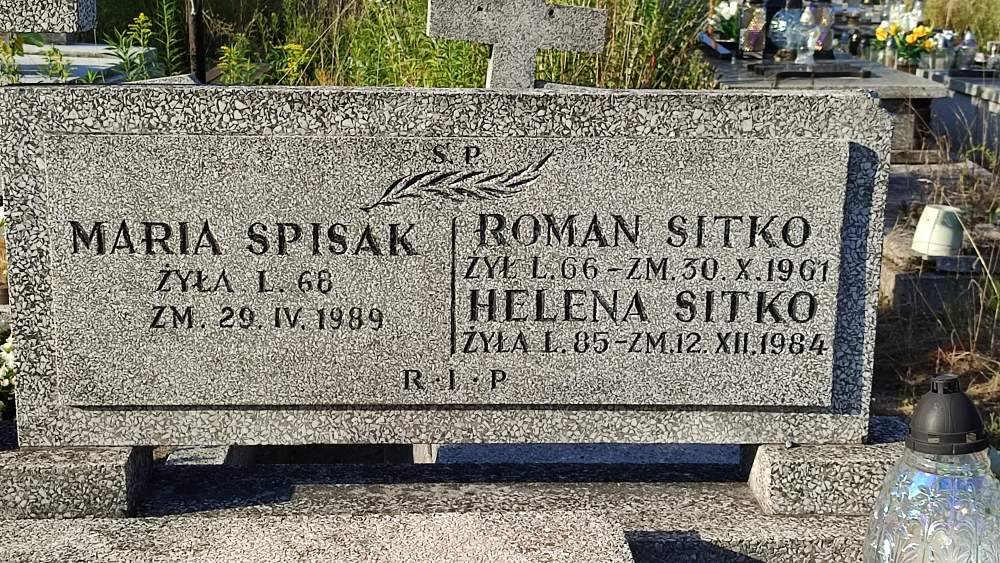 S. P.
MARIA SPISAK
ŻYŁA L. 68
ZM. 29. IV. 1989
ROMAN SITKO
ŻYŁ L. 66 - ZM. 30. X. 1961
HELENA SITKO
ŻYŁA L. 85 - ZM. 12. XII. 1984
R · I · P